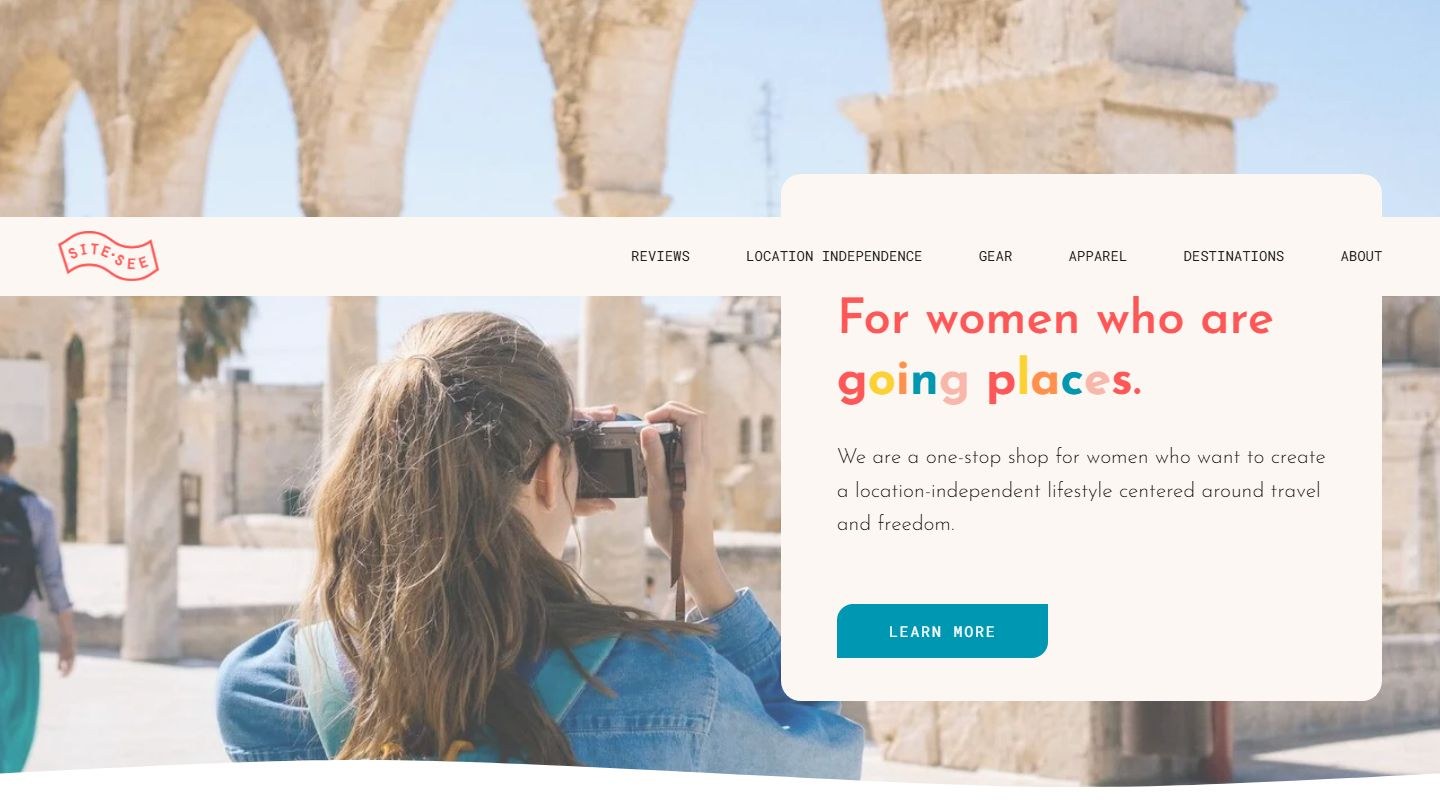 SITE·SEE
REVIEWS LOCATION INDEPENDENCE GEAR APPAREL DESTINATIONS ABOUT
For women who are
going places.
We are a one-stop shop for women who want to create
a location-independent lifestyle centered around travel
and freedom.
LEARN MORE